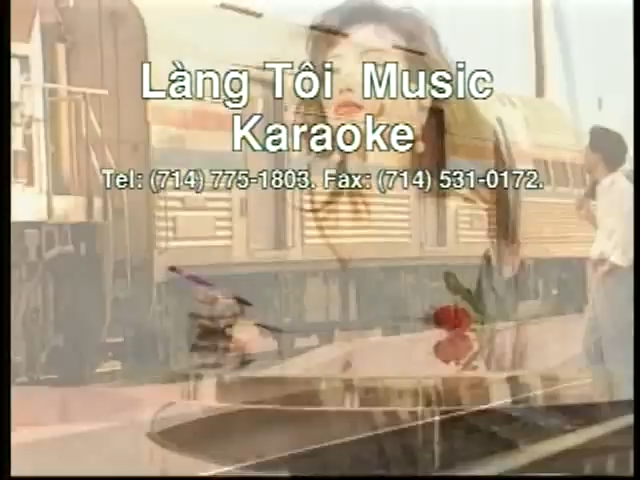 Làng Tôi Music
Karaoke
Tel: (714) 775-1803. Fax: (714) 531-0172.